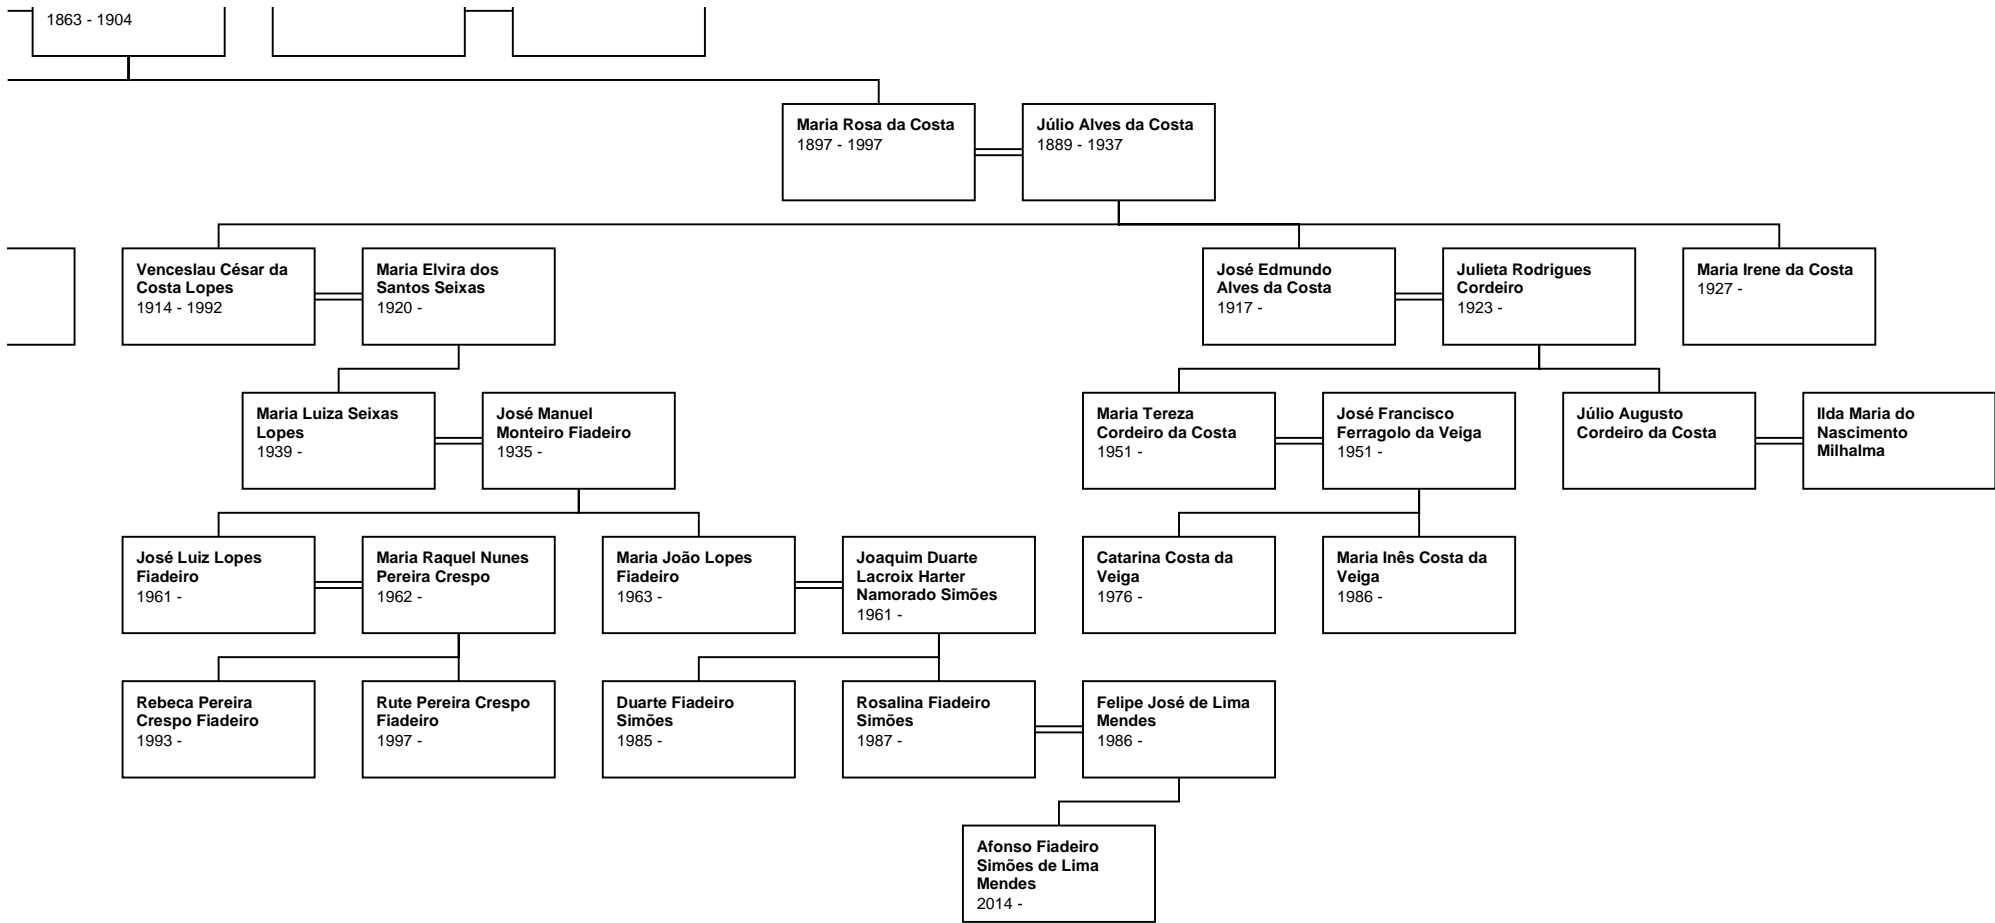 1863 - 1904
Maria Rosa da Costa
1897 - 1997
Júlio Alves da Costa
1889 - 1937
Venceslau César da
Costa Lopes
1914 - 1992
Maria Elvira dos
Santos Seixas
1920 -
José Edmundo
Alves da Costa
1917 -
Julieta Rodrigues
Cordeiro
1923 -
Maria Irene da Costa
1927 -
Maria Luiza Seixas
Lopes
1939 -
José Manuel
Monteiro Fiadeiro
1935 -
Maria Tereza
Cordeiro da Costa
1951 -
José Francisco
Ferragolo da Veiga
1951 -
Júlio Augusto
Cordeiro da Costa
Ilda Maria do
Nascimento
Milhalma
José Luiz Lopes
Fiadeiro
1961 -
Maria Raquel Nunes
Pereira Crespo
1962 -
Maria João Lopes
Fiadeiro
1963 -
Joaquim Duarte
Lacroix Harter
Namorado Simões
1961 -
Catarina Costa da
Veiga
1976 -
Maria Inês Costa da
Veiga
1986 -
Rebeca Pereira
Crespo Fiadeiro
1993 -
Rute Pereira Crespo
Fiadeiro
1997 -
Duarte Fiadeiro
Simões
1985 -
Rosalina Fiadeiro
Simões
1987 -
Felipe José de Lima
Mendes
1986 -
Afonso Fiadeiro
Simões de Lima
Mendes
2014 -